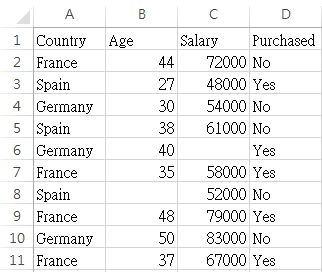 A B C D
1 Country Age Salary Purchased
2 France 44 72000 No
3 Spain 27 48000 Yes
4 Germany 30 54000 No
5 Spain 38 61000 No
6 Germany 40 Yes
7 France 35 58000 Yes
8 Spain 52000 No
9 France 48 79000 Yes
10 Germany 50 83000 No
11 France 37 67000 Yes